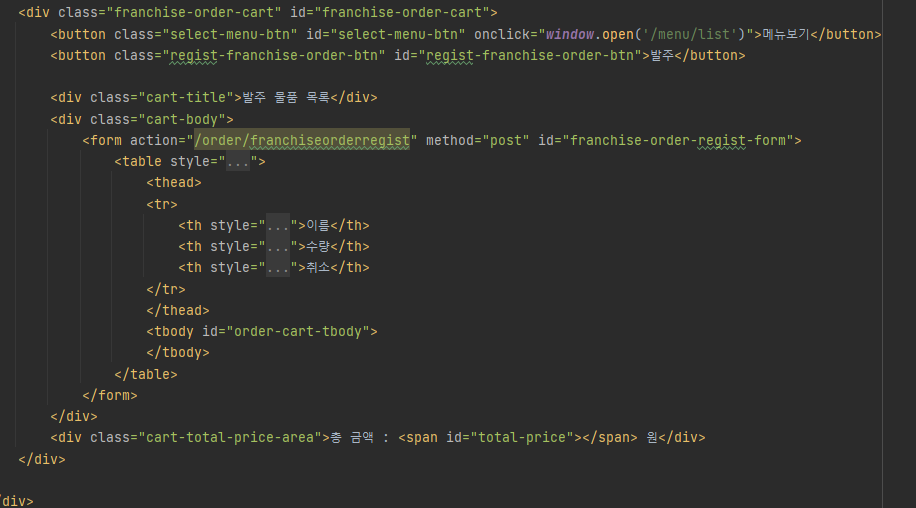 <div class="franchise-order-cart" id="franchise-order-cart">
<button class="select-menu-btn" id="select-menu-btn" onclick="window.open('/menu/list')">메뉴보기</button>
<button class="regist-franchise-order-btn" id="regist-franchise-order-btn">발주</button>
<div class="cart-title">발주 물품 목록</div>
<div class="cart-body">
<form action="/order/franchiseorderregist" method="post" id="franchise-order-regist-form">
<table style="...">
<thead>
<tr>
<th style="...">이름</th>
<th style="...">수량</th>
<th style="...">취소</th>
</tr>
</thead>
<tbody id="order-cart-tbody">
</tbody>
</table>
</form>
</div>
<div class="cart-total-price-area">총 금액 : <span id="total-price"></span> 원</div>
</div>
/div>